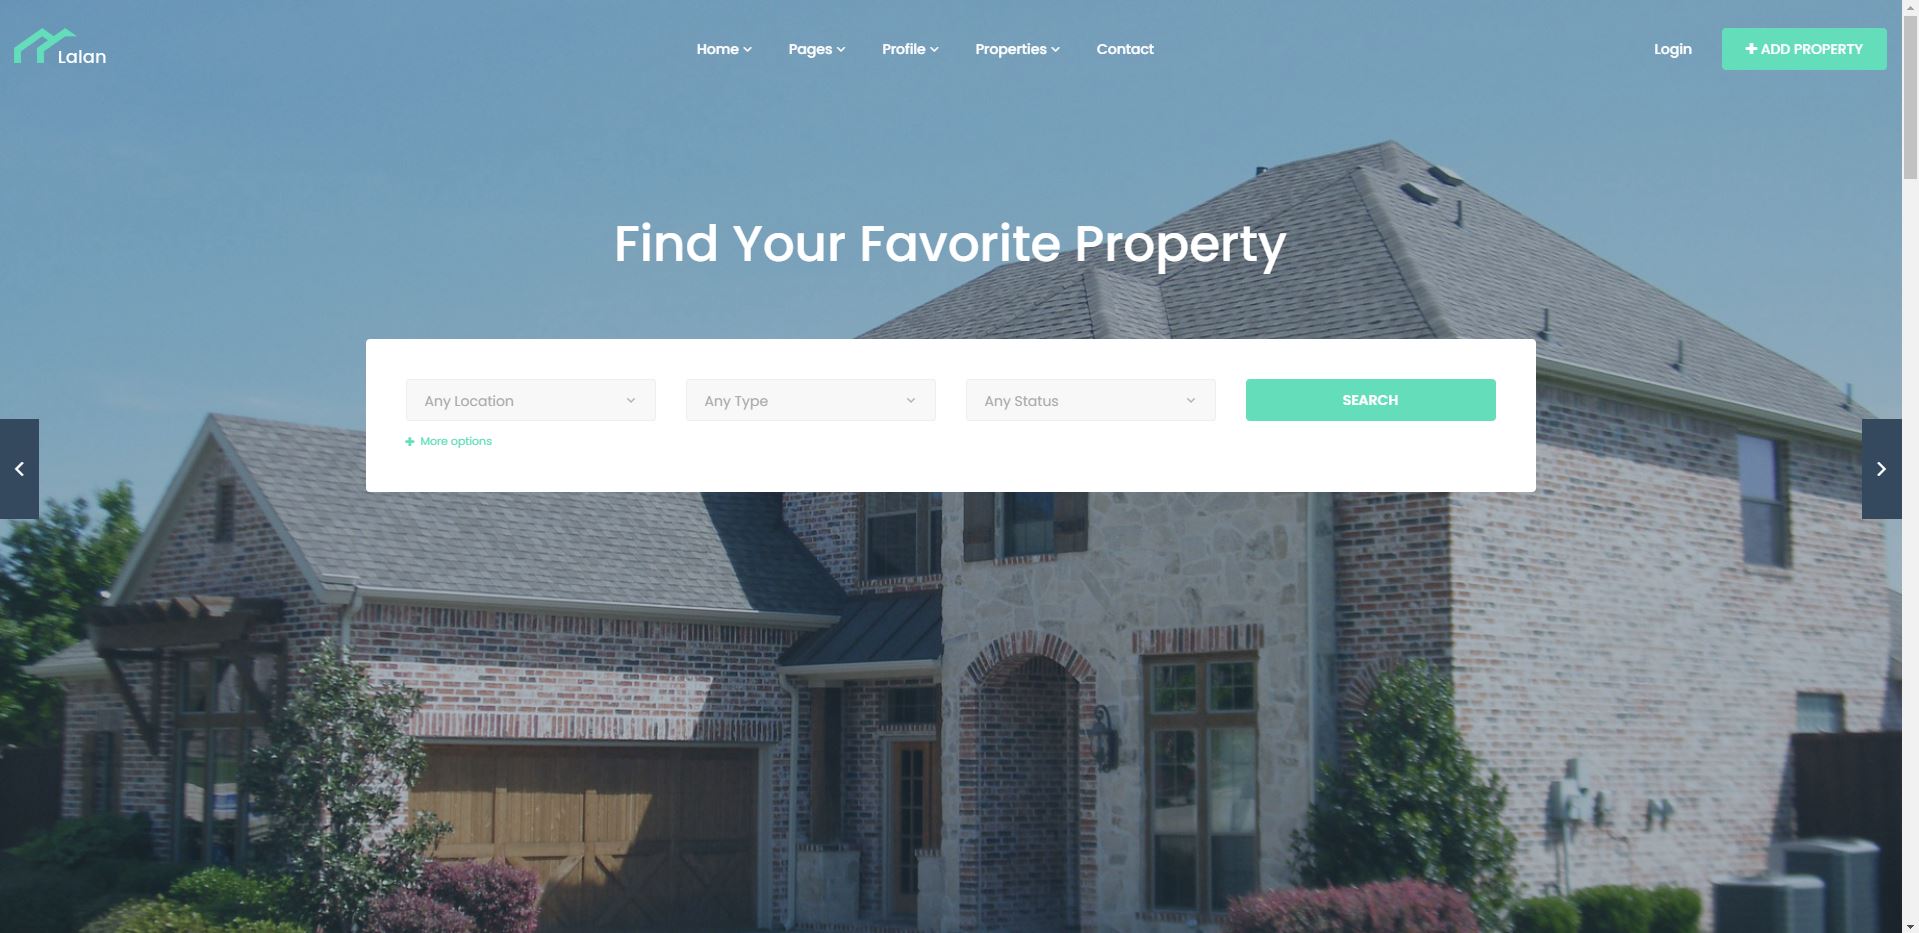 Lalan
Home Pages Profile Properties Contact
Login
ADD PROPERTY
Find Your Favorite Property
Any Location
Any Type
Any Status
SEARCH
More options